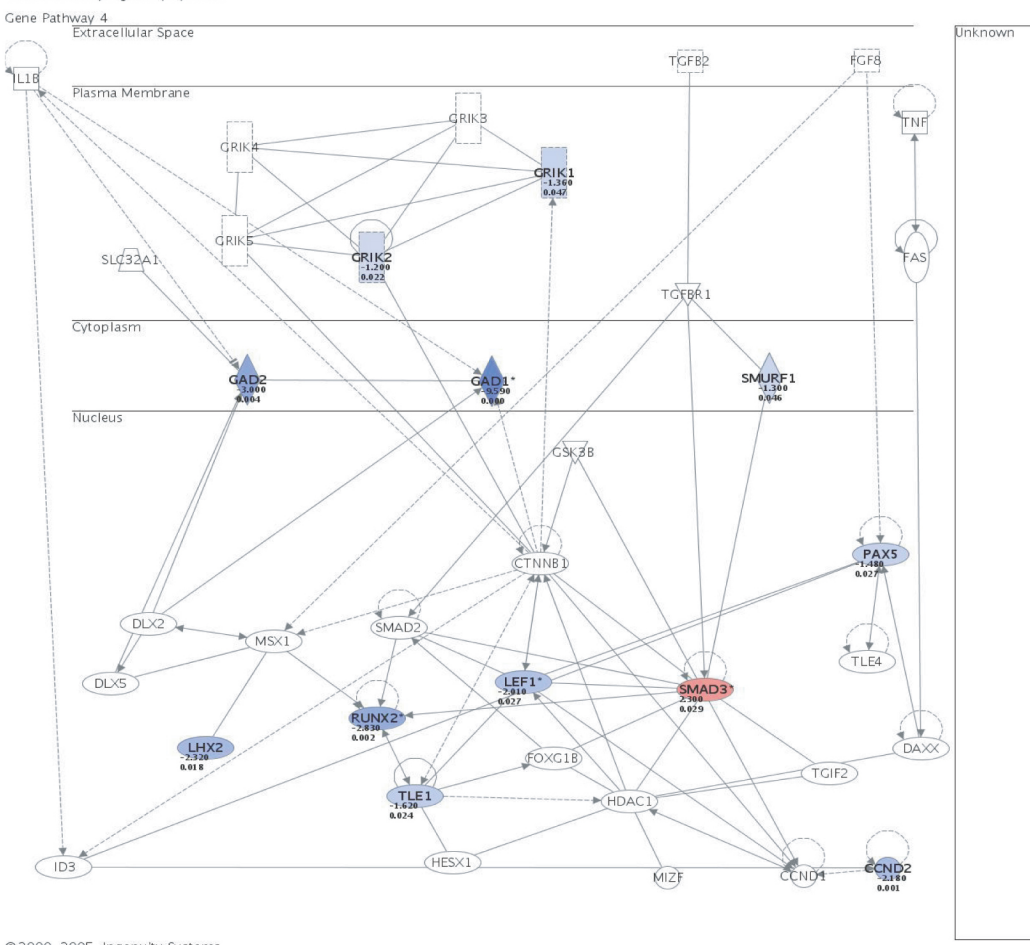 Gene Pathway 4
Extracellular Space
Unknown
IL1B
TGFB2
FGF8
Plasma Membrane
TNF
GRIK3
GRIK4
GRIK1
-1.360
0.047
GRIK5
GRIK2
-1.200
0.022
SLC32A1
FAS
TGFBR1
Cytoplasm
GAD2
-3.000
0.004
GAD1*
-9.590
0.000
SMURF1
-1.300
0.046
Nucleus
GSK3B
CTNNB1
PAX5
-1.480
0.027
DLX2
MSX1
SMAD2
TLE4
DLX5
LEF1*
-2.010
0.027
SMAD3*
2.300
0.029
RUNX2*
-2.830
0.002
LHX2
-2.320
0.018
FOXG1B
DAXX
TGIF2
TLE1
-1.620
0.024
HDAC1
ID3
HESX1
MIZF
CCND1
CCND2
-2.180
0.001